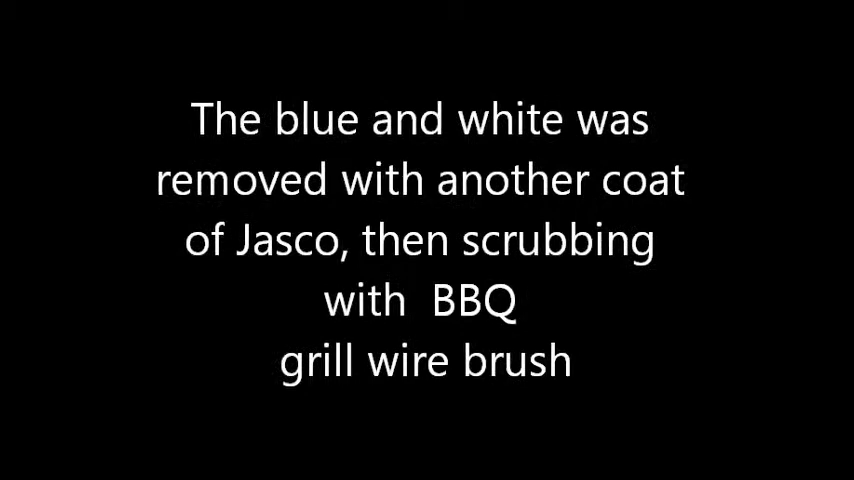 The blue and white was
removed with another coat
of Jasco, then scrubbing
with  BBQ
grill wire brush